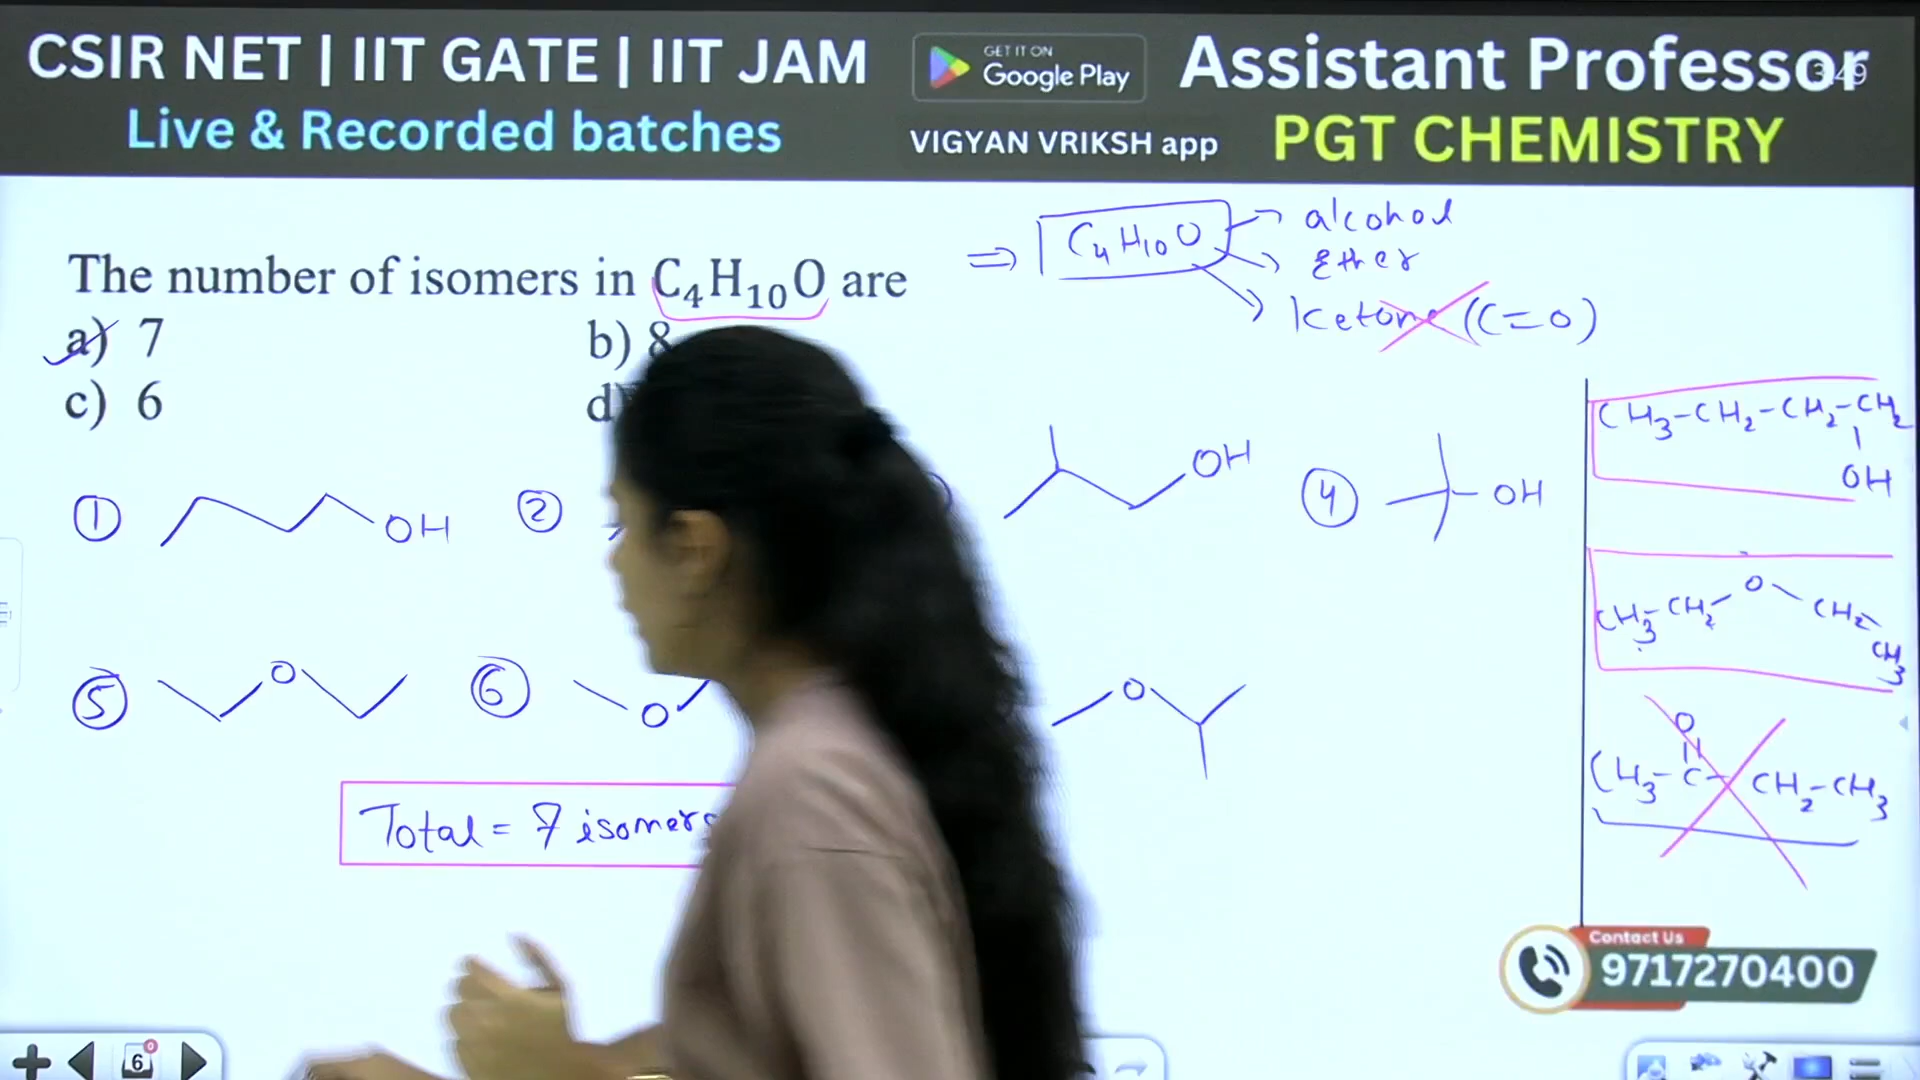 CSIR NET | IIT GATE | IIT JAM
Live & Recorded batches
GET IT ON
Google Play
VIGYAN VRIKSH app
Assistant Professor
3:49
PGT CHEMISTRY
The number of isomers in C₄H₁₀O are
a) 7
b) 8
c) 6
d)
⇒ C₄H₁₀O
alcohol
Ether
Ketone (C=O)
① OH
②
OH
④ OH
⑤ O
⑥ O
O
Total = 7 isomers
CH₃-CH₂-CH₂-CH₂
OH
CH₃-CH₂ O CH₂
CH₃
O
CH₃-C-CH₂-CH₃
Contact Us
9717270400
6